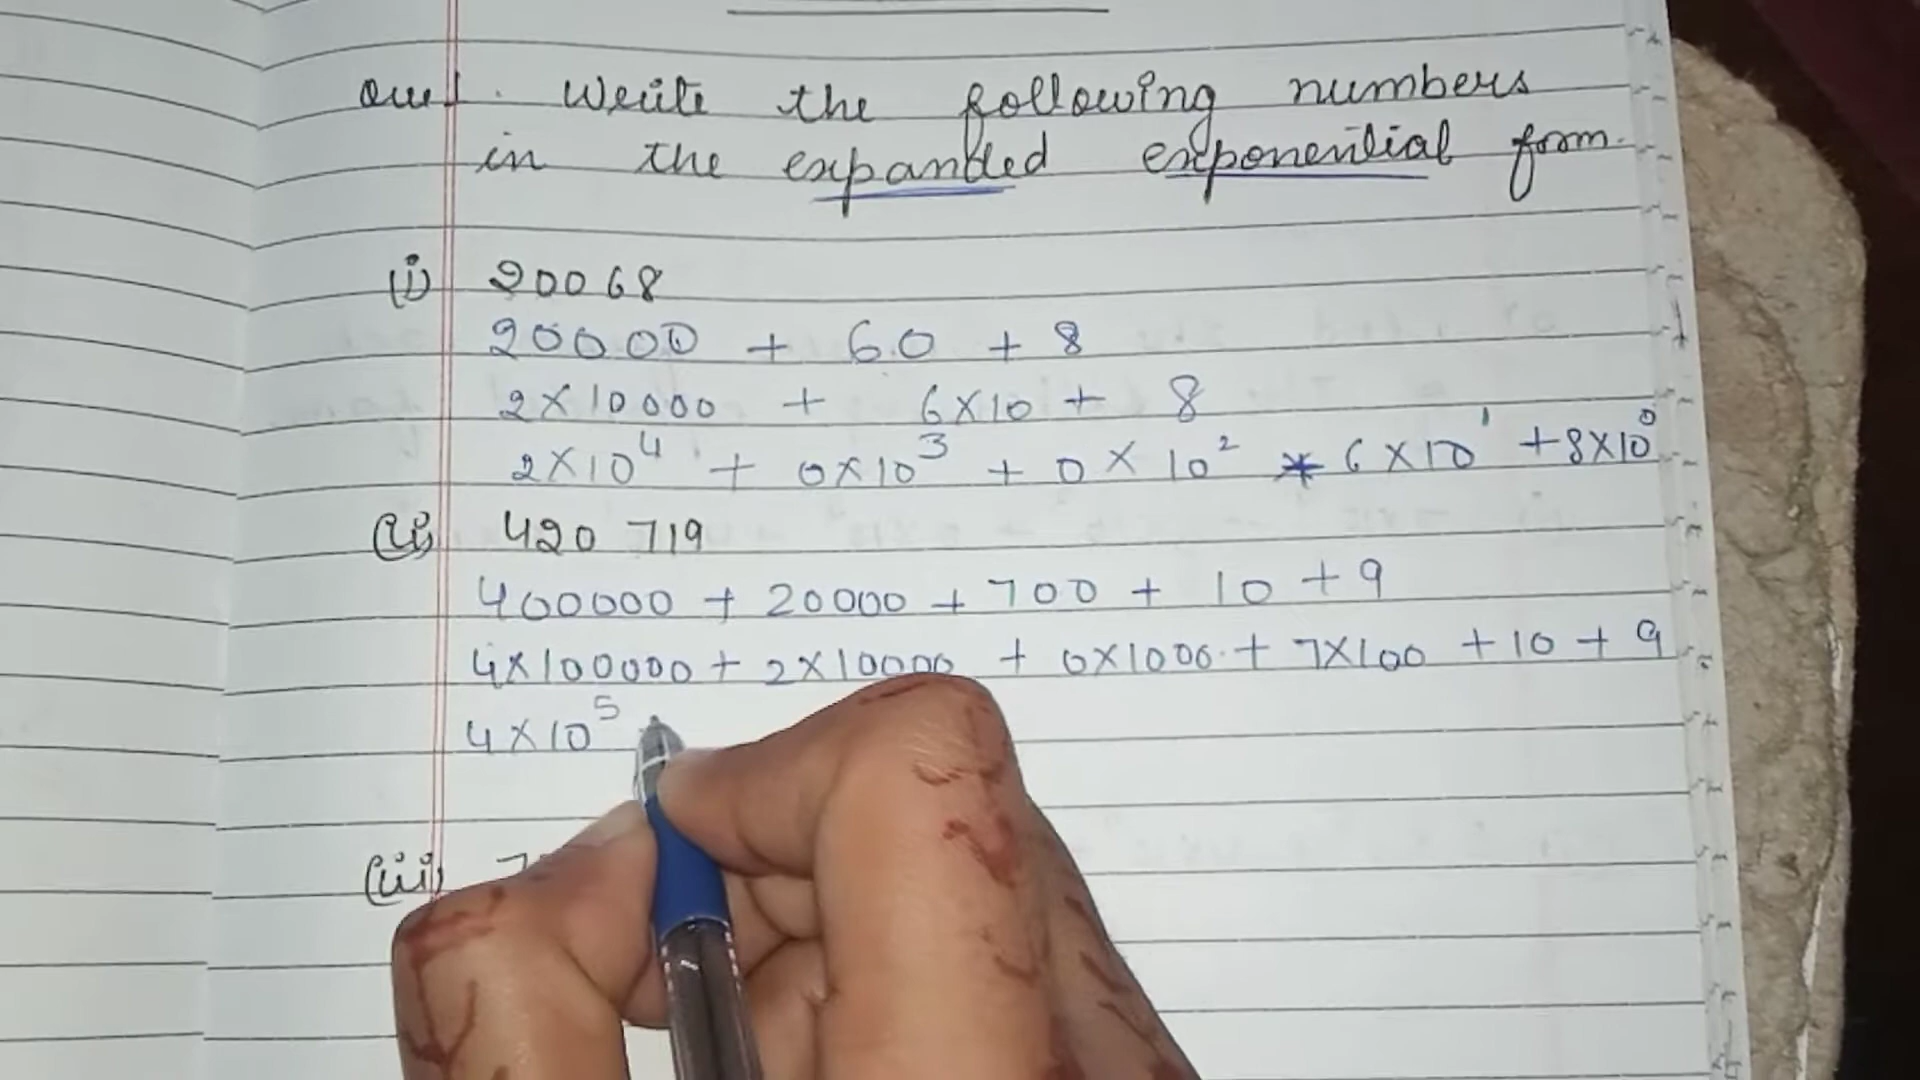 Que 1. Write the following numbers
in the expanded exponential form.
(i) 20068
20000 + 60 + 8
2×10000 + 6×10 + 8
2×10⁴ + 0×10³ + 0×10² + 6×10¹ + 8×10⁰
(ii) 420719
400000 + 20000 + 700 + 10 + 9
4×100000 + 2×10000 + 0×1000 + 7×100 + 10 + 9
4×10⁵
(iii) 7